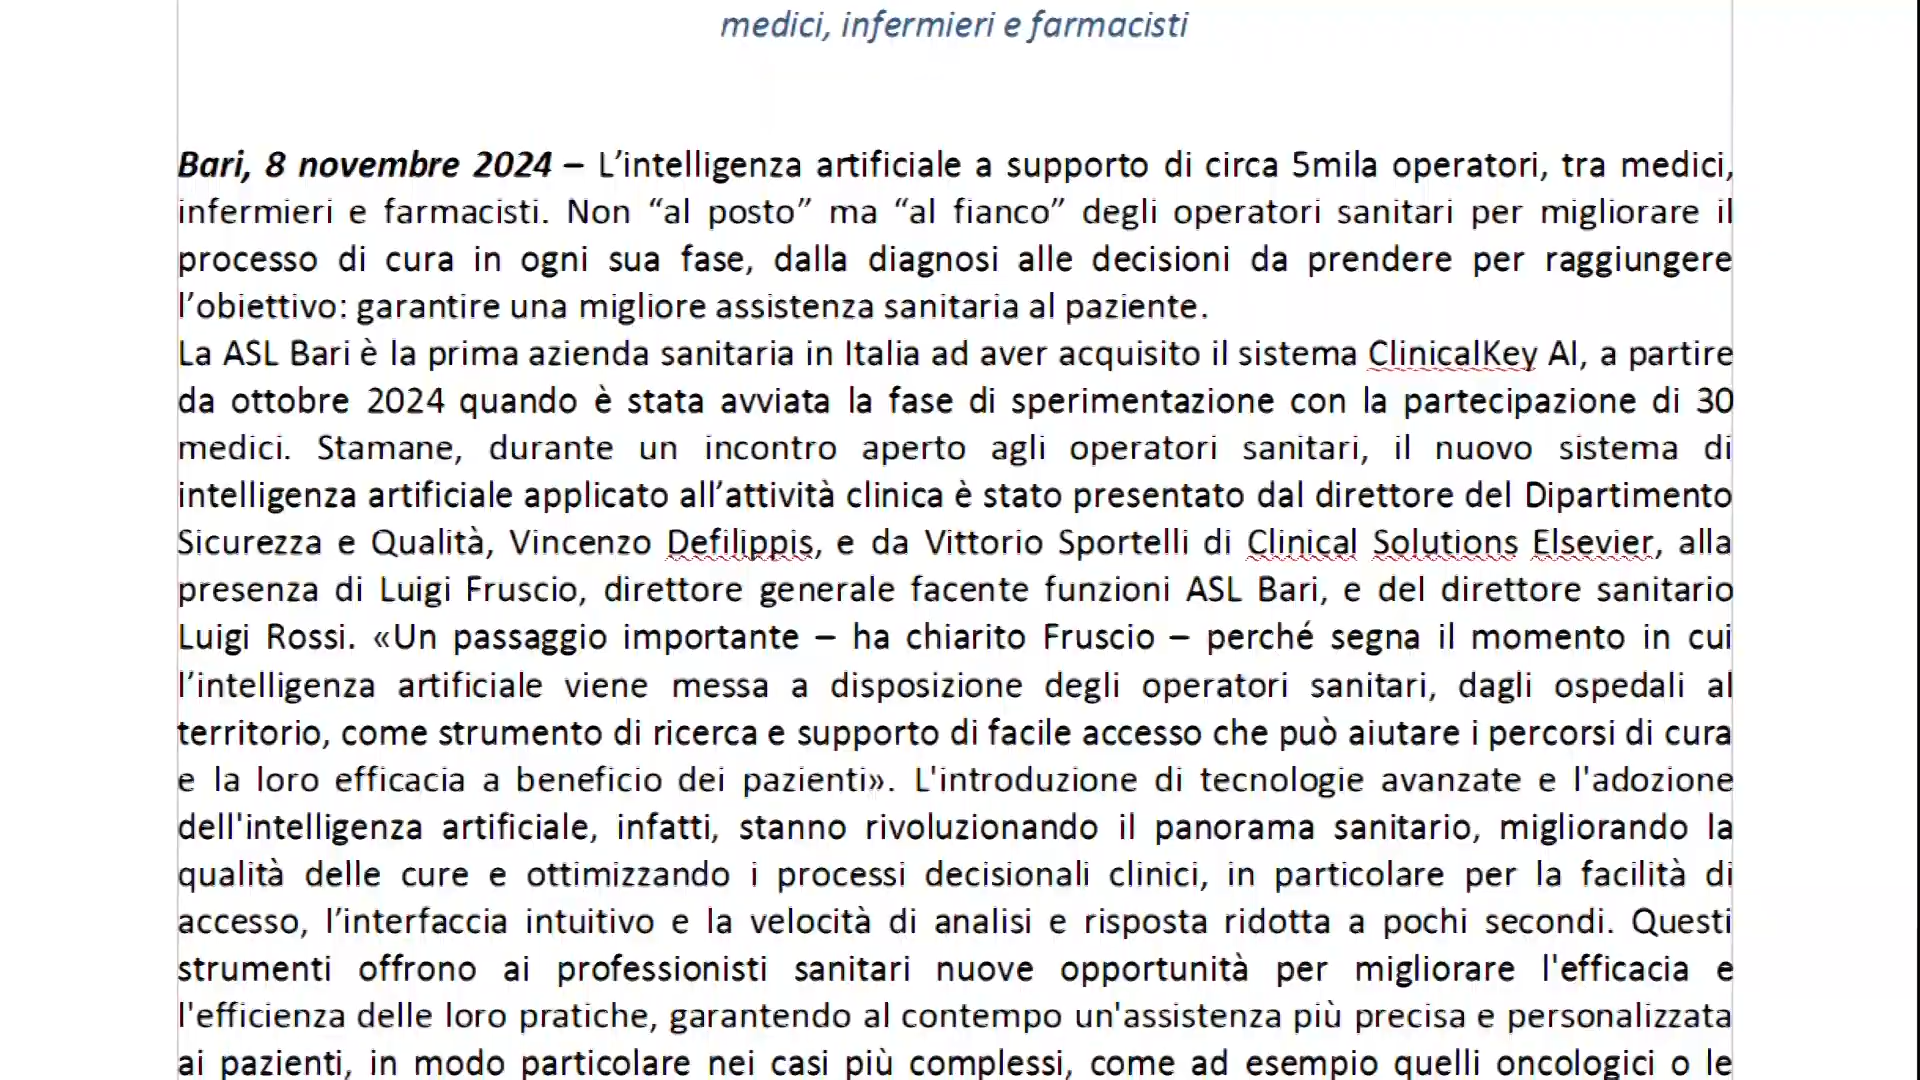 medici, infermieri e farmacisti
Bari, 8 novembre 2024 – L’intelligenza artificiale a supporto di circa 5mila operatori, tra medici,
infermieri e farmacisti. Non “al posto” ma “al fianco” degli operatori sanitari per migliorare il
processo di cura in ogni sua fase, dalla diagnosi alle decisioni da prendere per raggiungere
l’obiettivo: garantire una migliore assistenza sanitaria al paziente.
La ASL Bari è la prima azienda sanitaria in Italia ad aver acquisito il sistema ClinicalKey AI, a partire
da ottobre 2024 quando è stata avviata la fase di sperimentazione con la partecipazione di 30
medici. Stamane, durante un incontro aperto agli operatori sanitari, il nuovo sistema di
intelligenza artificiale applicato all’attività clinica è stato presentato dal direttore del Dipartimento
Sicurezza e Qualità, Vincenzo Defilippis, e da Vittorio Sportelli di Clinical Solutions Elsevier, alla
presenza di Luigi Fruscio, direttore generale facente funzioni ASL Bari, e del direttore sanitario
Luigi Rossi. «Un passaggio importante – ha chiarito Fruscio – perché segna il momento in cui
l’intelligenza artificiale viene messa a disposizione degli operatori sanitari, dagli ospedali al
territorio, come strumento di ricerca e supporto di facile accesso che può aiutare i percorsi di cura
e la loro efficacia a beneficio dei pazienti». L'introduzione di tecnologie avanzate e l'adozione
dell'intelligenza artificiale, infatti, stanno rivoluzionando il panorama sanitario, migliorando la
qualità delle cure e ottimizzando i processi decisionali clinici, in particolare per la facilità di
accesso, l’interfaccia intuitivo e la velocità di analisi e risposta ridotta a pochi secondi. Questi
strumenti offrono ai professionisti sanitari nuove opportunità per migliorare l'efficacia e
l'efficienza delle loro pratiche, garantendo al contempo un'assistenza più precisa e personalizzata
ai pazienti, in modo particolare nei casi più complessi, come ad esempio quelli oncologici o le